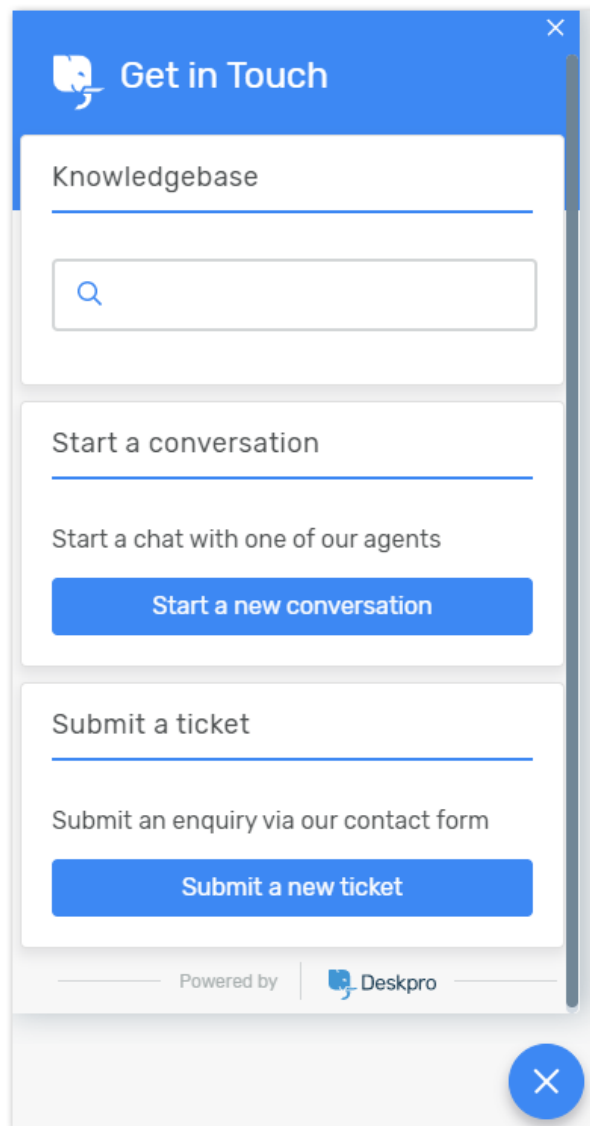 Get in Touch
Knowledgebase
Start a conversation
Start a chat with one of our agents
Start a new conversation
Submit a ticket
Submit an enquiry via our contact form
Submit a new ticket
Powered by Deskpro